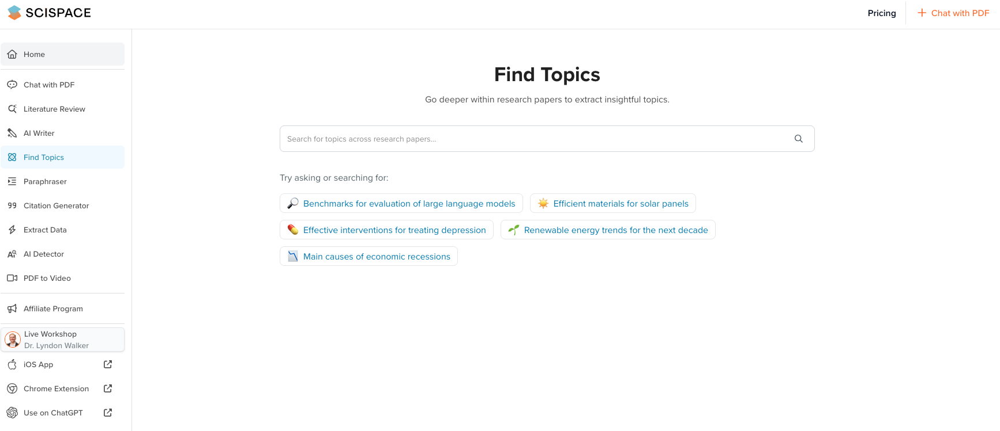 SCISPACE
Pricing
Chat with PDF
Home
Chat with PDF
Literature Review
AI Writer
Find Topics
Paraphraser
Citation Generator
Extract Data
AI Detector
PDF to Video
Affiliate Program
Live Workshop
Dr. Lyndon Walker
iOS App
Chrome Extension
Use on ChatGPT
Find Topics
Go deeper within research papers to extract insightful topics.
Search for topics across research papers...
Try asking or searching for:
Benchmarks for evaluation of large language models
Efficient materials for solar panels
Effective interventions for treating depression
Renewable energy trends for the next decade
Main causes of economic recessions